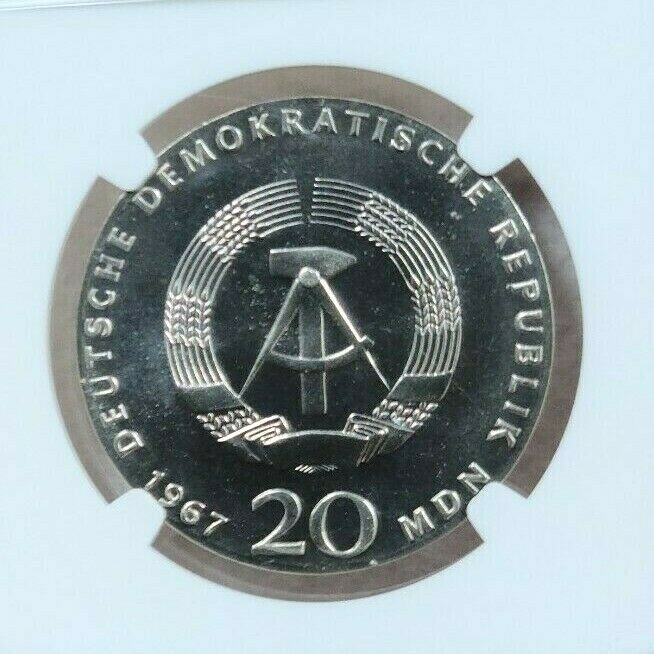 DEUTSCHE DEMOKRATISCHE REPUBLIK
1967 20 MDN